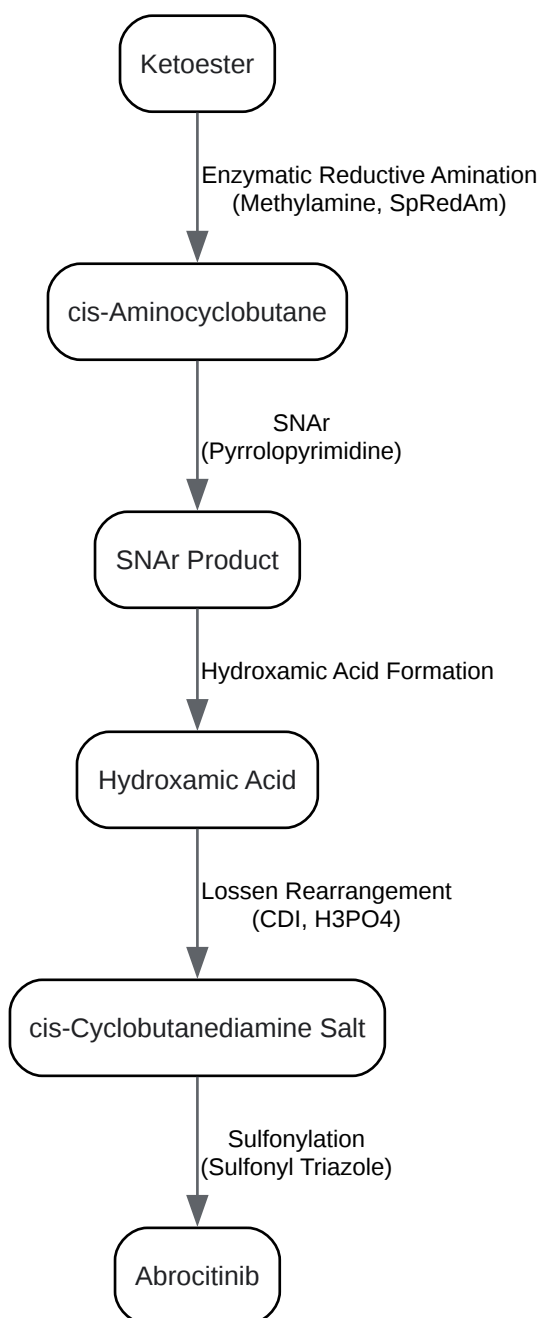 Ketoester
Enzymatic Reductive Amination
(Methylamine, SpRedAm)
cis-Aminocyclobutane
SNAr
(Pyrrolopyrimidine)
SNAr Product
Hydroxamic Acid Formation
Hydroxamic Acid
Lossen Rearrangement
(CDI, H3PO4)
cis-Cyclobutanediamine Salt
Sulfonylation
(Sulfonyl Triazole)
Abrocitinib